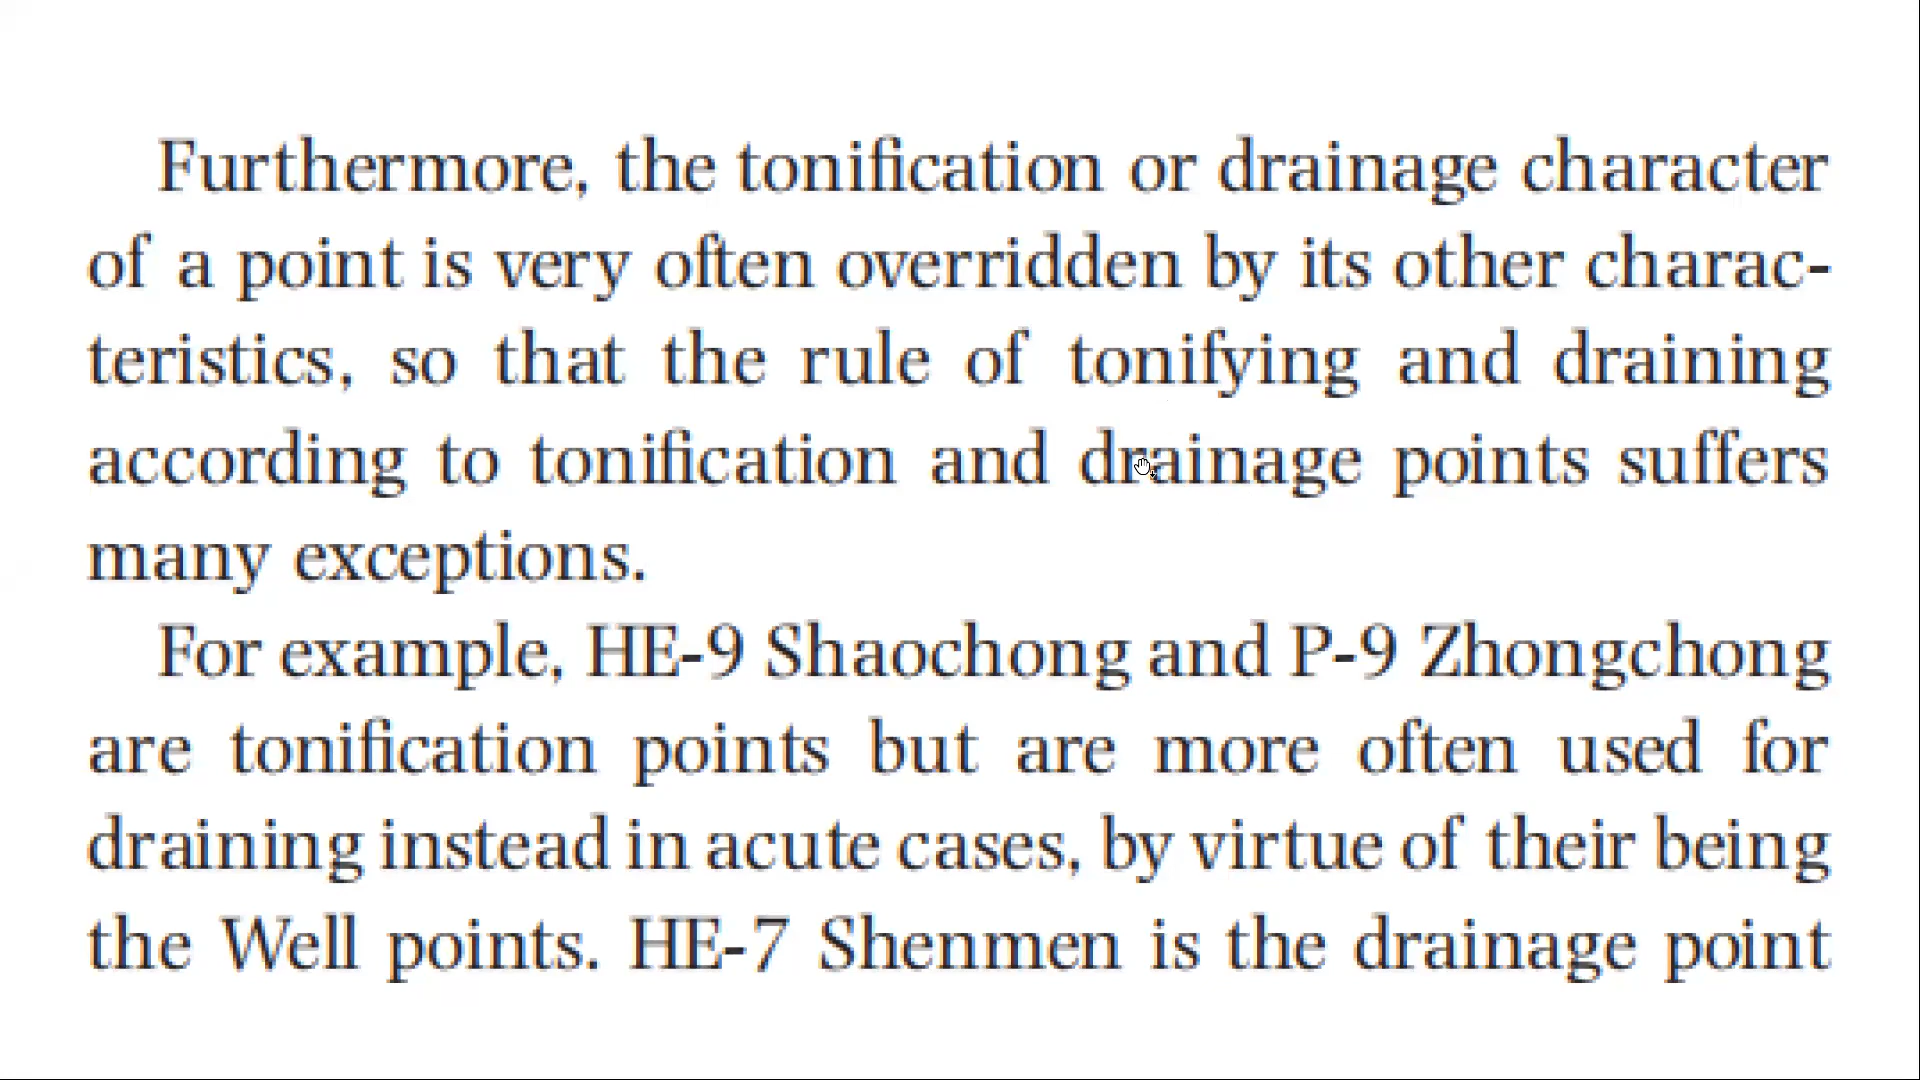 Furthermore, the tonification or drainage character
of a point is very often overridden by its other charac-
teristics, so that the rule of tonifying and draining
according to tonification and drainage points suffers
many exceptions.
For example, HE-9 Shaochong and P-9 Zhongchong
are tonification points but are more often used for
draining instead in acute cases, by virtue of their being
the Well points. HE-7 Shenmen is the drainage point